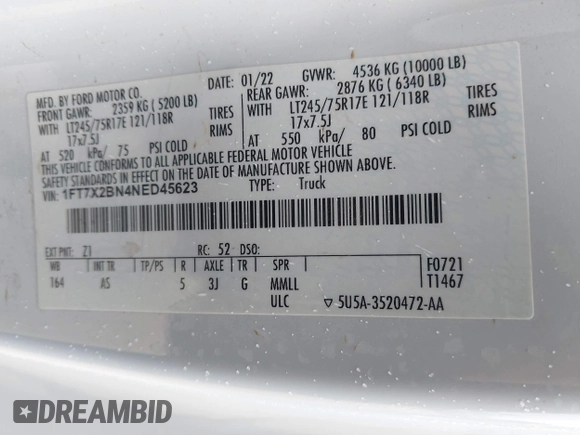 MFD. BY FORD MOTOR CO.
DATE: 01/22
GVWR: 4536 KG (10000 LB)
FRONT GAWR: 2359 KG (5200 LB)
REAR GAWR: 2876 KG (6340 LB)
WITH LT245/75R17E 121/118R TIRES
WITH LT245/75R17E 121/118R TIRES
17x7.5J RIMS
17x7.5J RIMS
AT 520 kPa/ 75 PSI COLD
AT 550 kPa/ 80 PSI COLD
THIS VEHICLE CONFORMS TO ALL APPLICABLE FEDERAL MOTOR VEHICLE
SAFETY STANDARDS IN EFFECT ON THE DATE OF MANUFACTURE SHOWN ABOVE.
VIN: 1FT7X2BN4NED45623 TYPE: Truck
EXT PNT: Z1 RC: 52 DSO:
WB INT TR TP/PS R AXLE TR SPR
164 AS 5 3J G MMLL
ULC
F0721
T1467
▽ 5U5A-3520472-AA
DREAMBID